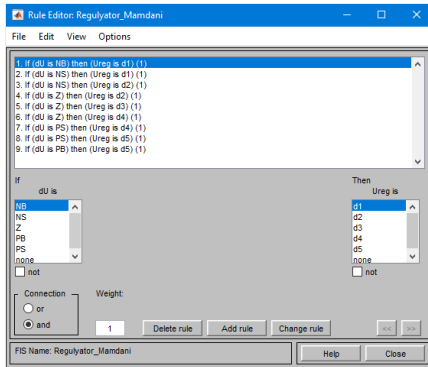 Rule Editor: Regulyator_Mamdani
File Edit View Options
1. If (dU is NB) then (Ureg is d1) (1)
2. If (dU is NS) then (Ureg is d1) (1)
3. If (dU is NS) then (Ureg is d2) (1)
4. If (dU is Z) then (Ureg is d2) (1)
5. If (dU is Z) then (Ureg is d3) (1)
6. If (dU is Z) then (Ureg is d4) (1)
7. If (dU is PS) then (Ureg is d4) (1)
8. If (dU is PS) then (Ureg is d5) (1)
9. If (dU is PB) then (Ureg is d5) (1)
If
dU is
NB
NS
Z
PB
PS
none
not
Then
Ureg is
d1
d2
d3
d4
d5
none
not
Connection
or
and
Weight:
1
Delete rule
Add rule
Change rule
<<
>>
FIS Name: Regulyator_Mamdani
Help
Close